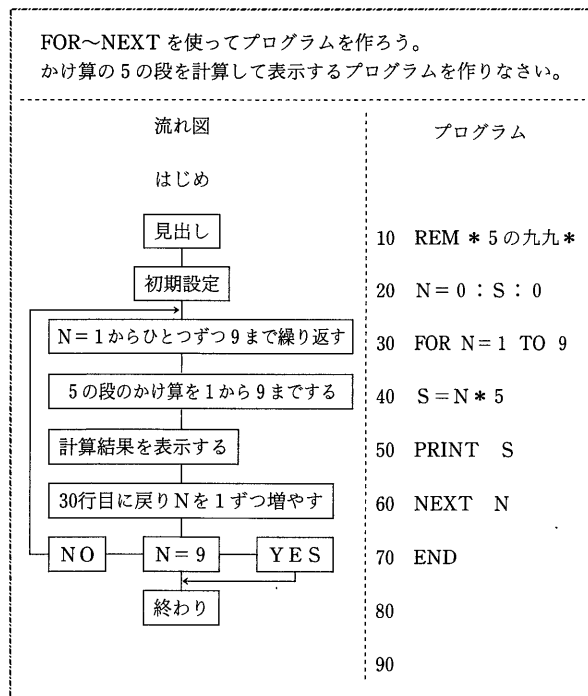 FOR～NEXT を使ってプログラムを作ろう。
かけ算の 5 の段を計算して表示するプログラムを作りなさい。
流れ図
プログラム
はじめ
見出し
10 REM * 5 の九九 *
初期設定
20 N = 0 : S : 0
N = 1 からひとつずつ 9 まで繰り返す
30 FOR N = 1 TO 9
5 の段のかけ算を 1 から 9 までする
40 S = N * 5
計算結果を表示する
50 PRINT S
30行目に戻り N を 1 ずつ増やす
60 NEXT N
NO N = 9 YES
70 END
終わり
80
90